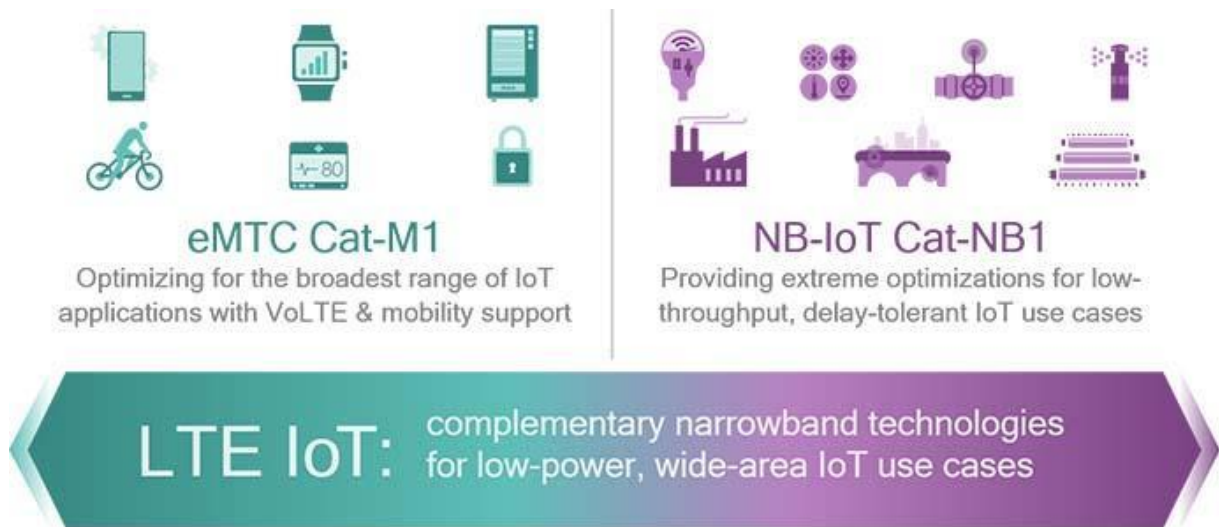 80
eMTC Cat-M1
Optimizing for the broadest range of IoT
applications with VoLTE & mobility support
NB-IoT Cat-NB1
Providing extreme optimizations for low-
throughput, delay-tolerant IoT use cases
LTE IoT:
complementary narrowband technologies
for low-power, wide-area IoT use cases